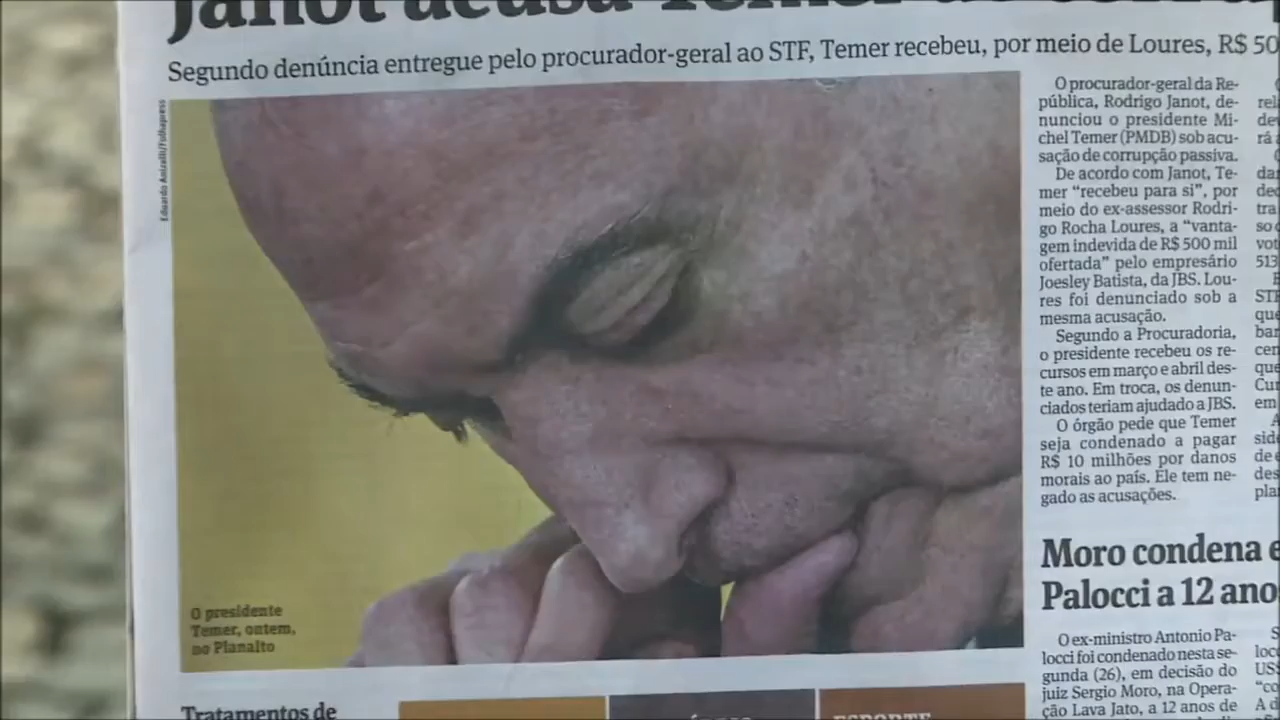 Janot acusa Temer de
Segundo denúncia entregue pelo procurador-geral ao STF, Temer recebeu, por meio de Loures, R$ 50
Eduardo Anizelli/Folhapress
O presidente
Temer, ontem,
no Planalto
O procurador-geral da Re-
pública, Rodrigo Janot, de-
nunciou o presidente Mi-
chel Temer (PMDB) sob acu-
sação de corrupção passiva.
De acordo com Janot, Te-
mer “recebeu para si”, por
meio do ex-assessor Rodri-
go Rocha Loures, a “vanta-
gem indevida de R$ 500 mil
ofertada” pelo empresário
Joesley Batista, da JBS. Lou-
res foi denunciado sob a
mesma acusação.
Segundo a Procuradoria,
o presidente recebeu os re-
cursos em março e abril des-
te ano. Em troca, os denun-
ciados teriam ajudado a JBS.
O órgão pede que Temer
seja condenado a pagar
R$ 10 milhões por danos
morais ao país. Ele tem ne-
gado as acusações.
Moro condena e
Palocci a 12 ano
O ex-ministro Antonio Pa-
locci foi condenado nesta se-
gunda (26), em decisão do
juiz Sergio Moro, na Opera-
ção Lava Jato, a 12 anos de
Tratamentos de
ESPORTE